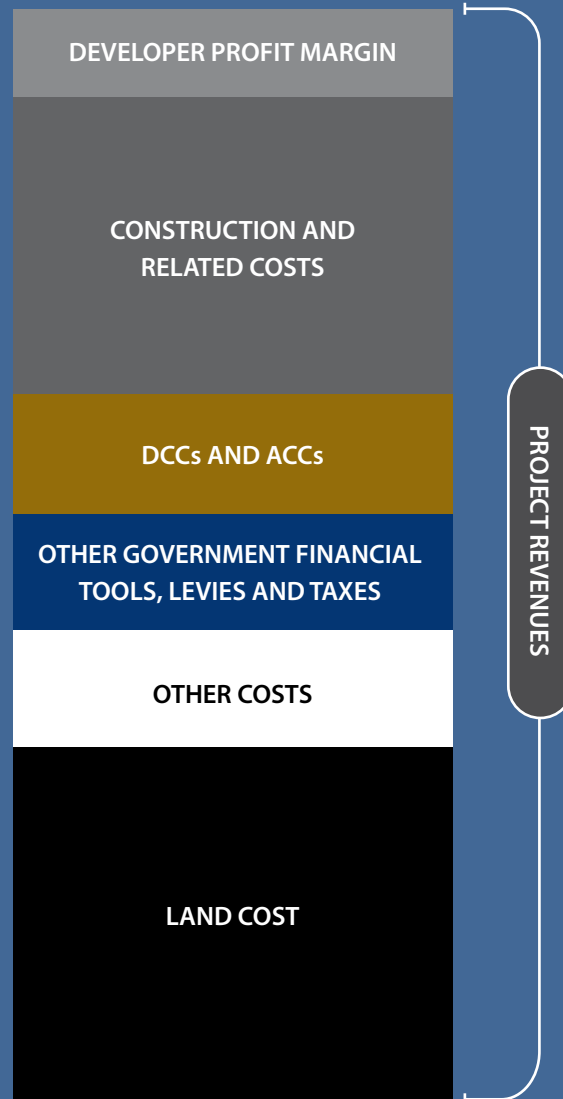 DEVELOPER PROFIT MARGIN
CONSTRUCTION AND
RELATED COSTS
DCCs AND ACCs
OTHER GOVERNMENT FINANCIAL
TOOLS, LEVIES AND TAXES
OTHER COSTS
LAND COST
PROJECT REVENUES